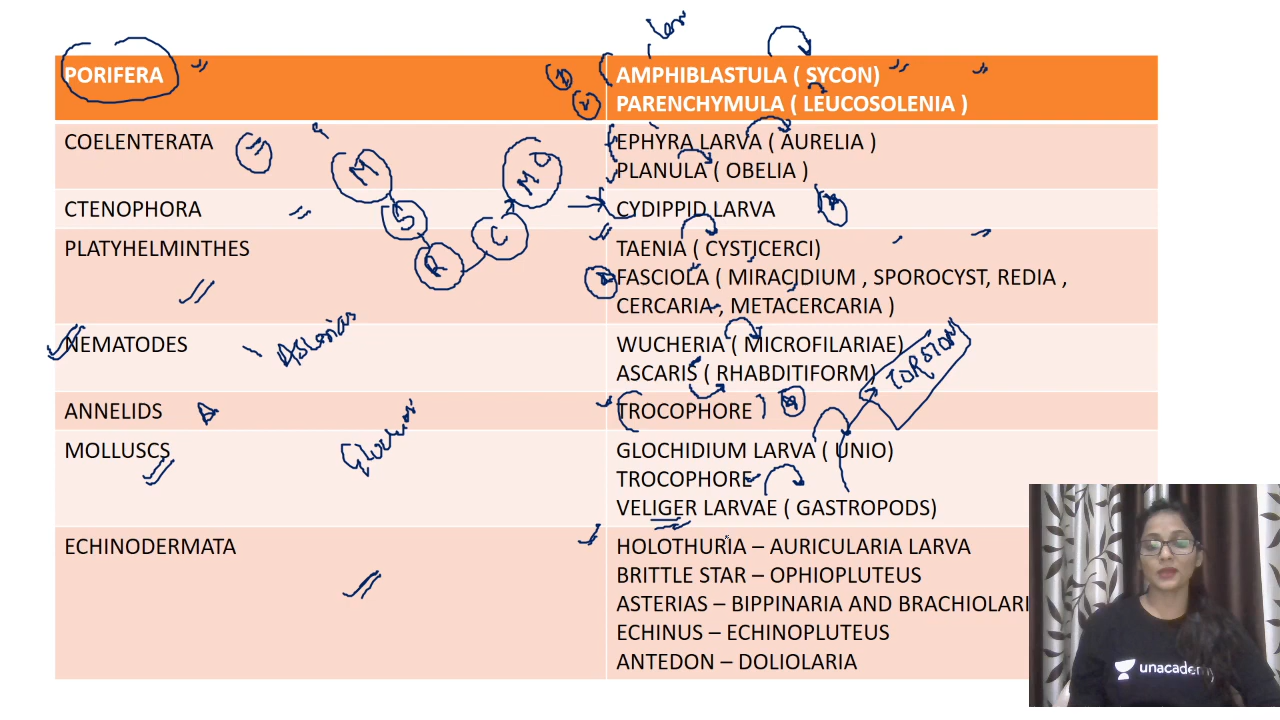 PORIFERA
AMPHIBLASTULA ( SYCON)
PARENCHYMULA ( LEUCOSOLENIA )
COELENTERATA
EPHYRA LARVA ( AURELIA )
PLANULA ( OBELIA )
CTENOPHORA
CYDIPPID LARVA
PLATYHELMINTHES
TAENIA ( CYSTICERCI)
FASCIOLA ( MIRACIDIUM , SPOROCYST, REDIA ,
CERCARIA , METACERCARIA )
M
S
R
C
M
NEMATODES
WUCHERIA ( MICROFILARIAE)
ASCARIS ( RHABDITIFORM)
TORSION
ANNELIDS
TROCOPHORE
MOLLUSCS
GLOCHIDIUM LARVA ( UNIO)
TROCOPHORE
VELIGER LARVAE ( GASTROPODS)
ECHINODERMATA
HOLOTHURIA – AURICULARIA LARVA
BRITTLE STAR – OPHIOPLUTEUS
ASTERIAS – BIPPINARIA AND BRACHIOLARI
ECHINUS – ECHINOPLUTEUS
ANTEDON – DOLIOLARIA
unacademy